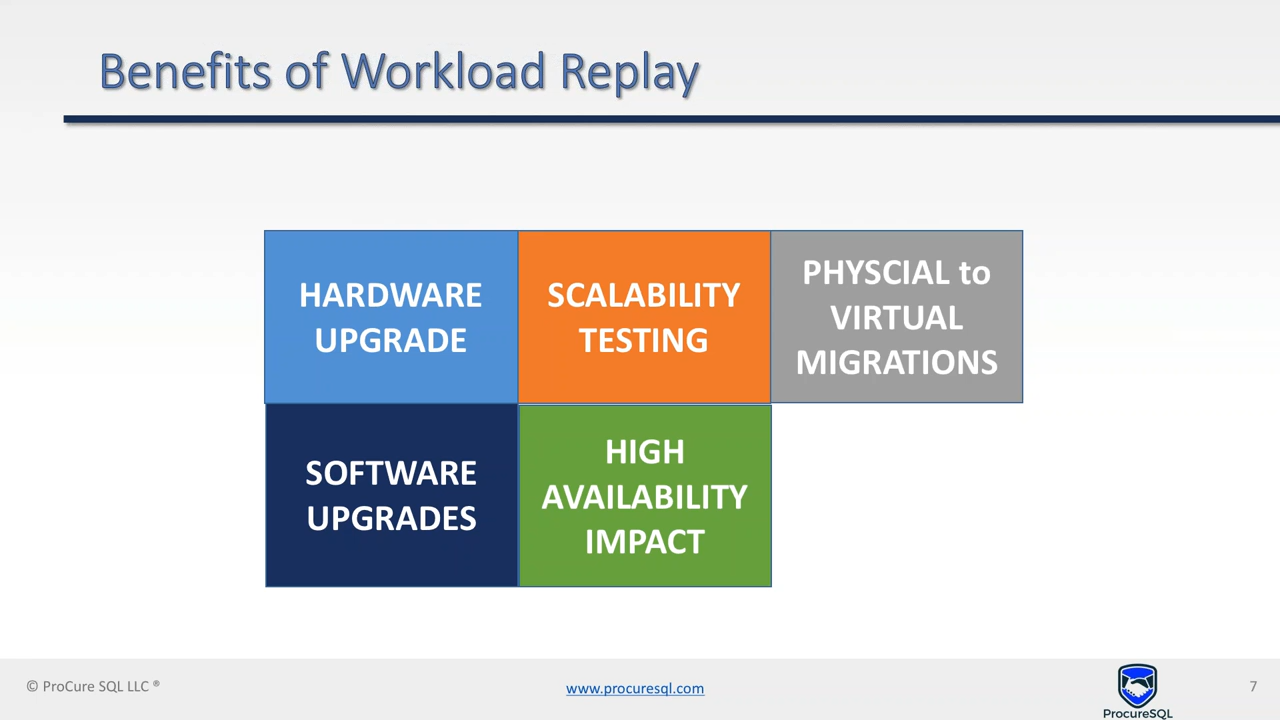 Benefits of Workload Replay
HARDWARE
UPGRADE
SCALABILITY
TESTING
PHYSCIAL to
VIRTUAL
MIGRATIONS
SOFTWARE
UPGRADES
HIGH
AVAILABILITY
IMPACT
© ProCure SQL LLC ®
www.procuresql.com
ProcureSQL
7